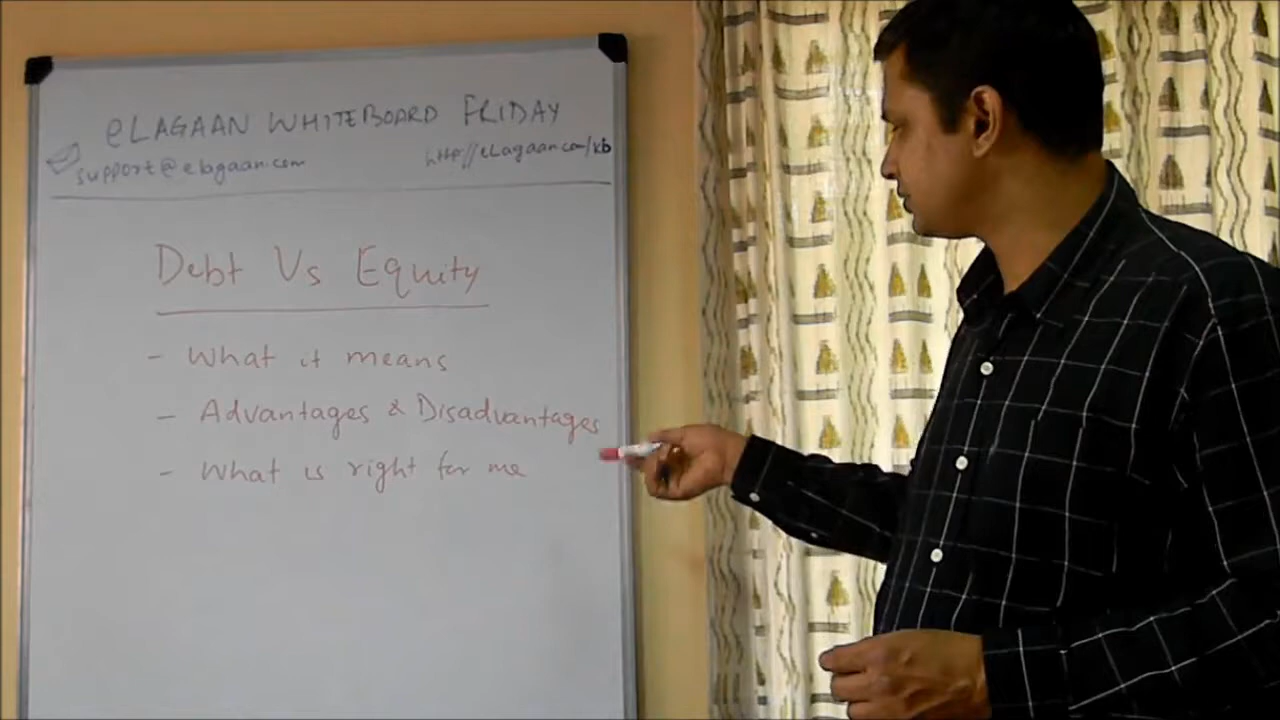 eLAGAAN WHITEBOARD FRIDAY
support@elagaan.com http://elagaan.com/kb
Debt Vs Equity
- What it means
- Advantages & Disadvantages
- What is right for me